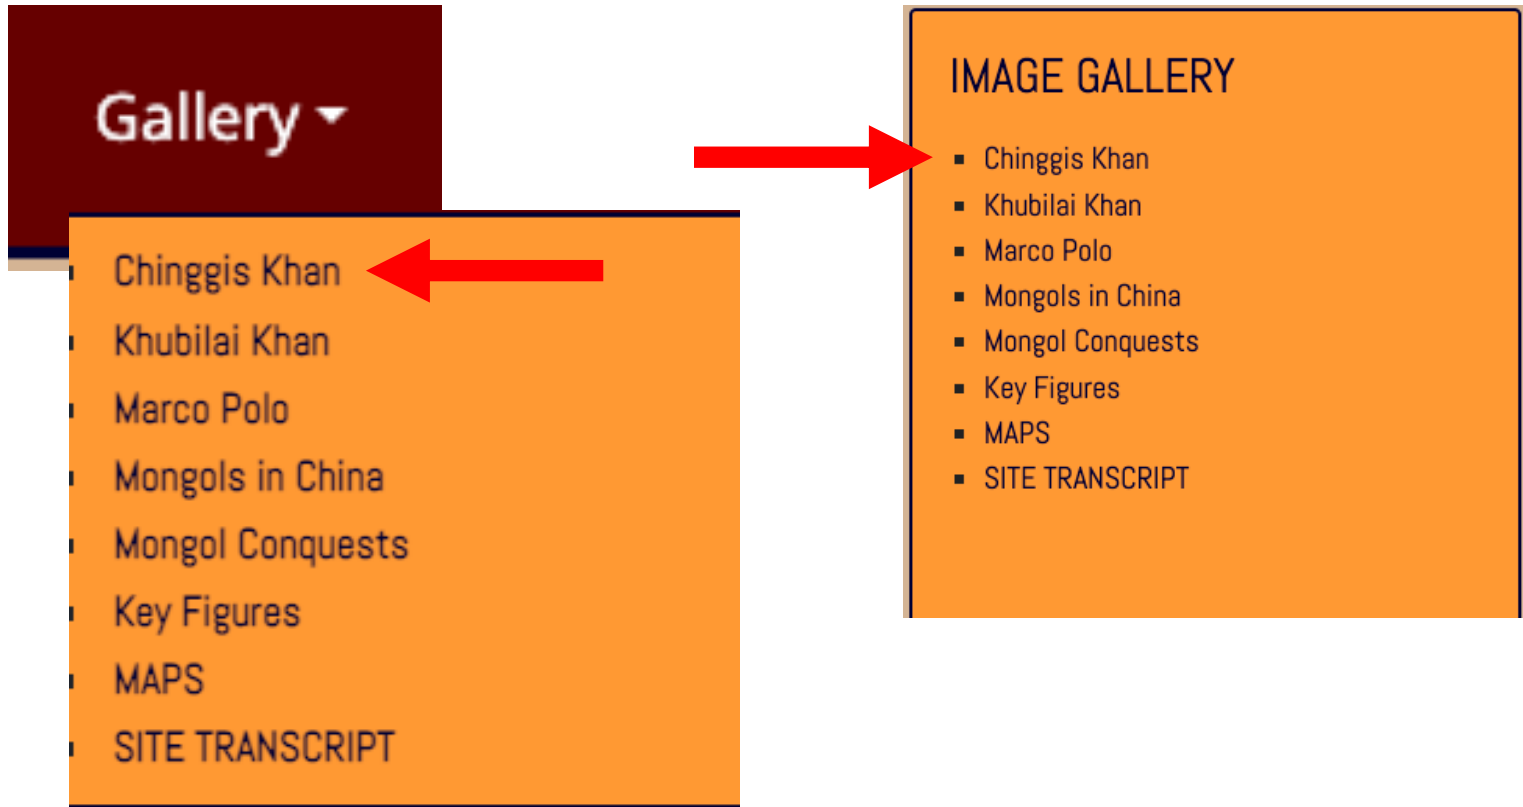 Gallery
Chinggis Khan
Khubilai Khan
Marco Polo
Mongols in China
Mongol Conquests
Key Figures
MAPS
SITE TRANSCRIPT
IMAGE GALLERY
Chinggis Khan
Khubilai Khan
Marco Polo
Mongols in China
Mongol Conquests
Key Figures
MAPS
SITE TRANSCRIPT